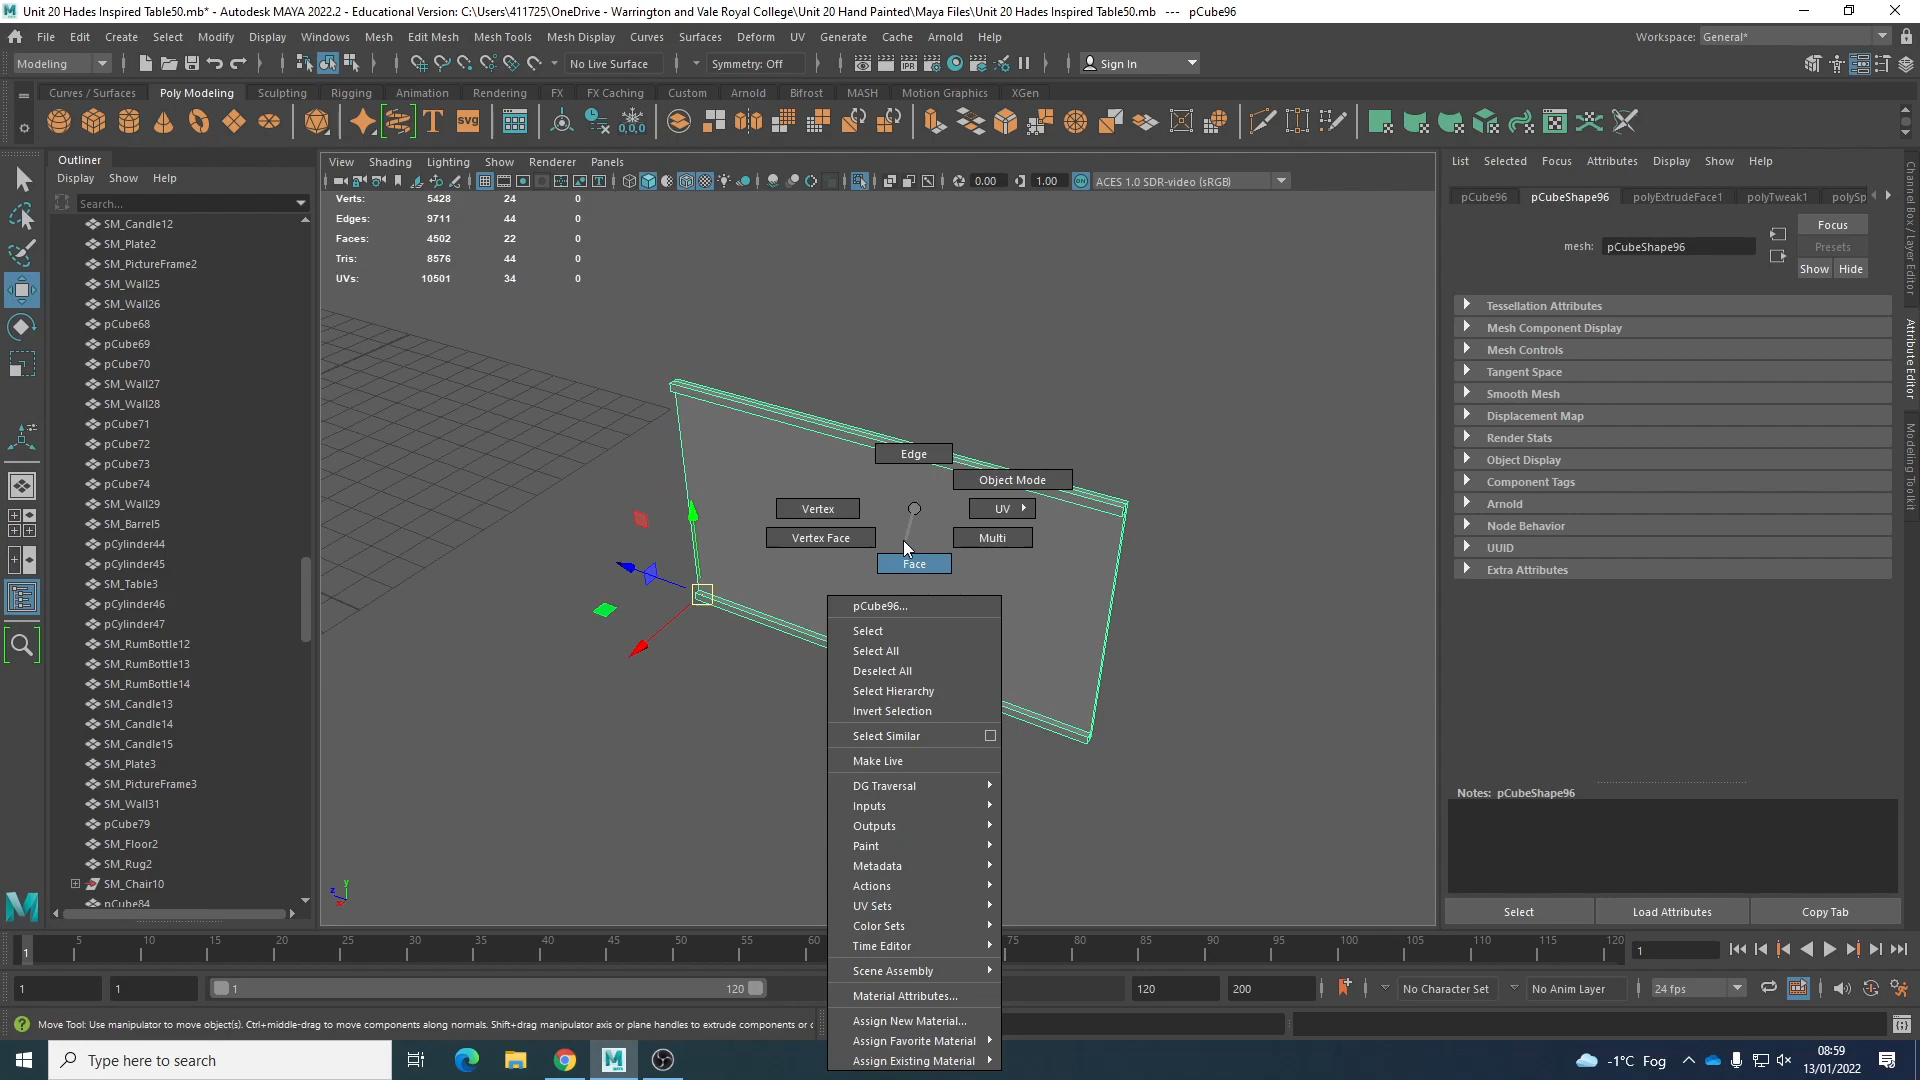 Unit 20 Hades Inspired Table50.mb* - Autodesk MAYA 2022.2 - Educational Version: C:\Users\411725\OneDrive - Warrington and Vale Royal College\Unit 20 Hand Painted\Maya Files\Unit 20 Hades Inspired Table50.mb --- pCube96
File Edit Create Select Modify Display Windows Mesh Edit Mesh Mesh Tools Mesh Display Curves Surfaces Deform UV Generate Cache Arnold Help Workspace: General*
Modeling No Live Surface Symmetry: Off Sign In
Curves / Surfaces Poly Modeling Sculpting Rigging Animation Rendering FX FX Caching Custom Arnold Bifrost MASH Motion Graphics XGen
Outliner
Display Show Help
Search...
SM_Candle12
SM_Plate2
SM_PictureFrame2
SM_Wall25
SM_Wall26
pCube68
pCube69
pCube70
SM_Wall27
SM_Wall28
pCube71
pCube72
pCube73
pCube74
SM_Wall29
SM_Barrel5
pCylinder44
pCylinder45
SM_Table3
pCylinder46
pCylinder47
SM_RumBottle12
SM_RumBottle13
SM_RumBottle14
SM_Candle13
SM_Candle14
SM_Candle15
SM_Plate3
SM_PictureFrame3
SM_Wall31
pCube79
SM_Floor2
SM_Rug2
SM_Chair10
pCube84
View Shading Lighting Show Renderer Panels
0.00 1.00 ACES 1.0 SDR-video (sRGB)
Verts: 5428 24 0
Edges: 9711 44 0
Faces: 4502 22 0
Tris: 8576 44 0
UVs: 10501 34 0
Edge
Object Mode
Vertex
UV
Vertex Face
Multi
Face
pCube96...
Select
Select All
Deselect All
Select Hierarchy
Invert Selection
Select Similar
Make Live
DG Traversal
Inputs
Outputs
Paint
Metadata
Actions
UV Sets
Color Sets
Time Editor
Scene Assembly
Material Attributes...
Assign New Material...
Assign Favorite Material
Assign Existing Material
y
z
x
List Selected Focus Attributes Display Show Help
pCube96 pCubeShape96 polyExtrudeFace1 polyTweak1 polySp
mesh: pCubeShape96
Focus
Presets
Show Hide
Tessellation Attributes
Mesh Component Display
Mesh Controls
Tangent Space
Smooth Mesh
Displacement Map
Render Stats
Object Display
Component Tags
Arnold
Node Behavior
UUID
Extra Attributes
Notes: pCubeShape96
Select Load Attributes Copy Tab
Channel Box / Layer Editor
Attribute Editor
Modeling Toolkit
1 5 10 15 20 25 30 35 40 45 50 55 60 75 80 85 90 95 100 105 110 115 120 1
1 1 1 120 120 200 No Character Set No Anim Layer 24 fps
Move Tool: Use manipulator to move object(s). Ctrl+middle-drag to move components along normals. Shift+drag manipulator axis or plane handles to extrude components or c
Type here to search
-1°C Fog
08:59
13/01/2022